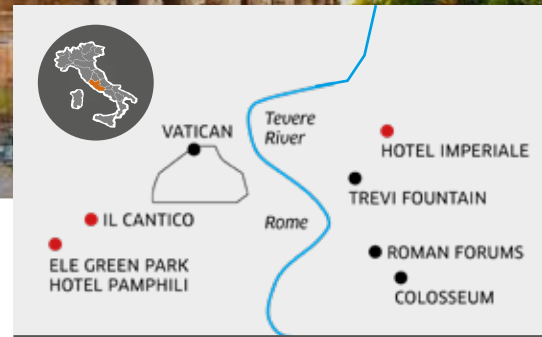 VATICAN
Tevere
River
HOTEL IMPERIALE
TREVI FOUNTAIN
IL CANTICO
Rome
ROMAN FORUMS
ELE GREEN PARK
HOTEL PAMPHILI
COLOSSEUM